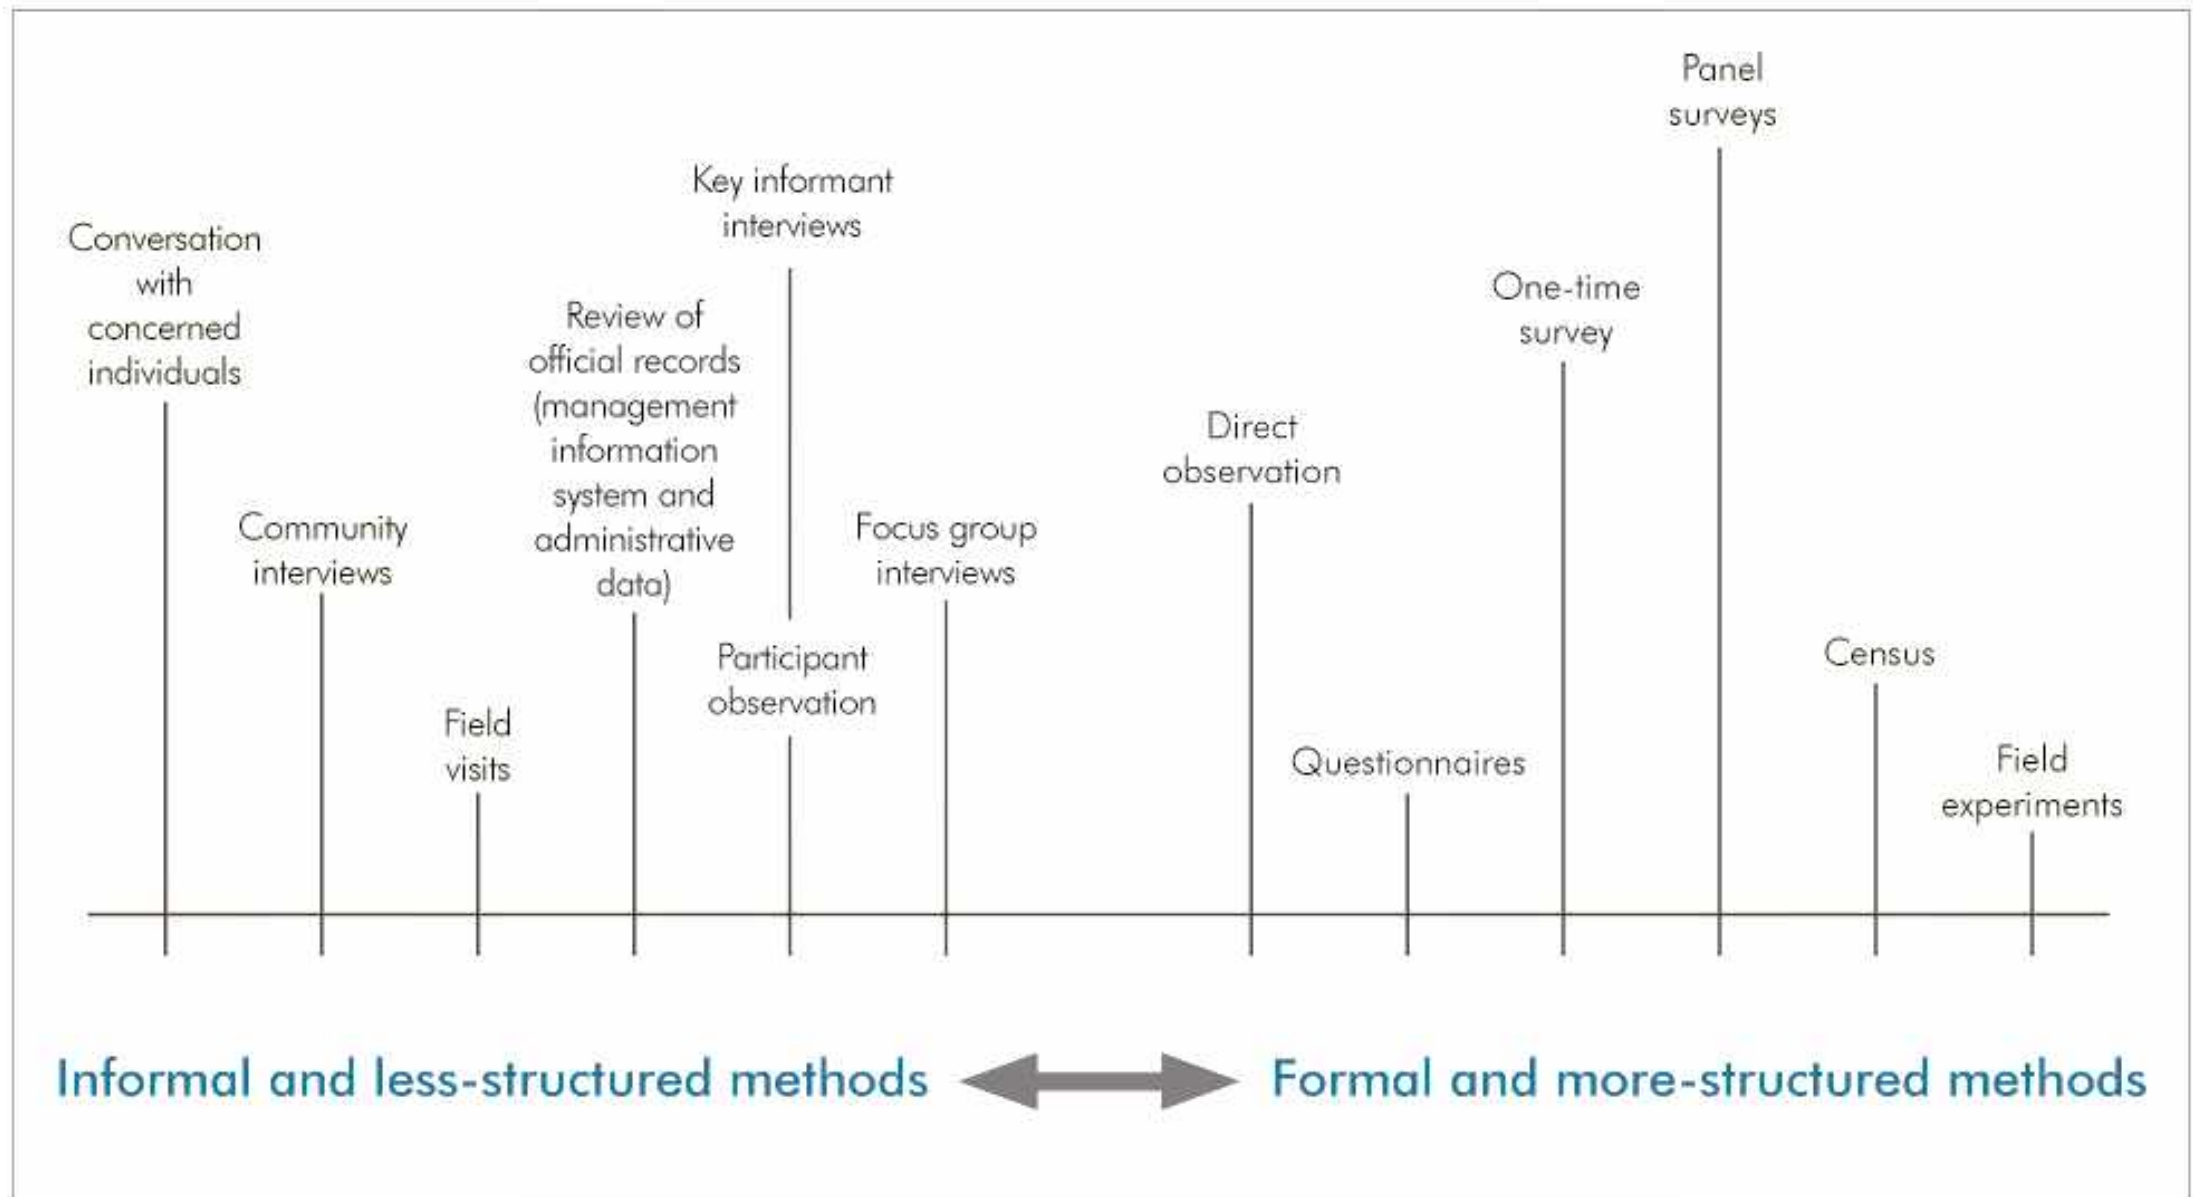 Conversation
with
concerned
individuals
Community
interviews
Field
visits
Review of
official records
(management
information
system and
administrative
data)
Key informant
interviews
Participant
observation
Focus group
interviews
Direct
observation
Questionnaires
One-time
survey
Panel
surveys
Census
Field
experiments
Informal and less-structured methods
Formal and more-structured methods